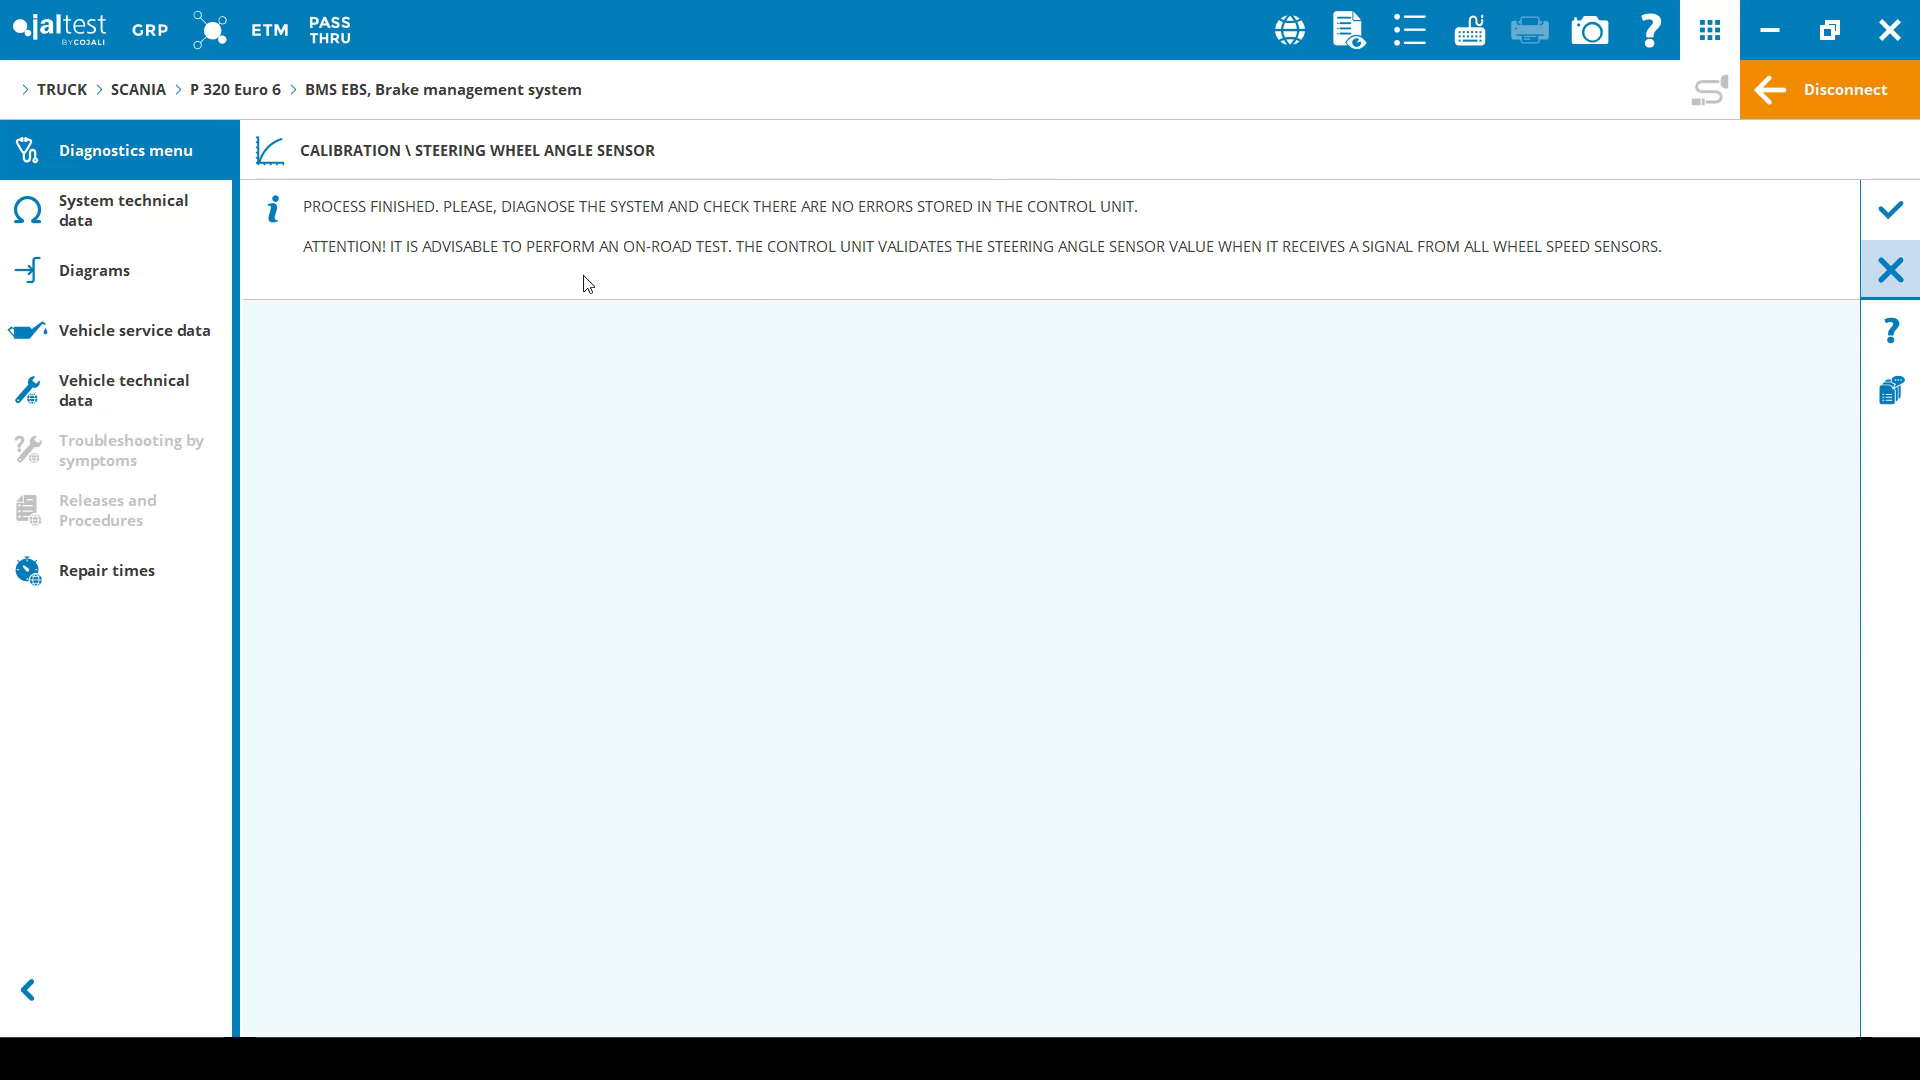 jaltest
BY COJALI
GRP
ETM
PASS
THRU
TRUCK
SCANIA
P 320 Euro 6
BMS EBS, Brake management system
Disconnect
Diagnostics menu
CALIBRATION \ STEERING WHEEL ANGLE SENSOR
System technical
data
Diagrams
Vehicle service data
Vehicle technical
data
Troubleshooting by
symptoms
Releases and
Procedures
Repair times
PROCESS FINISHED. PLEASE, DIAGNOSE THE SYSTEM AND CHECK THERE ARE NO ERRORS STORED IN THE CONTROL UNIT.
ATTENTION! IT IS ADVISABLE TO PERFORM AN ON-ROAD TEST. THE CONTROL UNIT VALIDATES THE STEERING ANGLE SENSOR VALUE WHEN IT RECEIVES A SIGNAL FROM ALL WHEEL SPEED SENSORS.